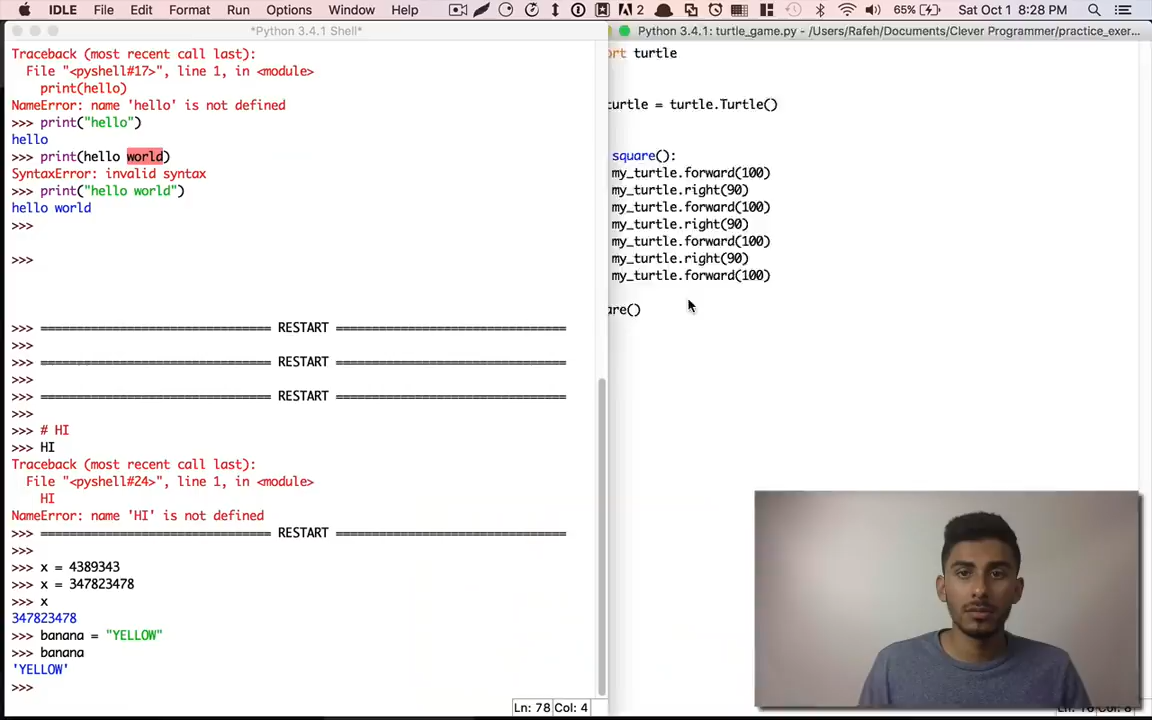 IDLE File Edit Format Run Options Window Help 2 65% Sat Oct 1 8:28 PM
*Python 3.4.1 Shell*
Traceback (most recent call last):
File "<pyshell#17>", line 1, in <module>
print(hello)
NameError: name 'hello' is not defined
>>> print("hello")
hello
>>> print(hello world)
SyntaxError: invalid syntax
>>> print("hello world")
hello world
>>>
>>>
>>> ================================ RESTART ================================
>>>
>>> ================================ RESTART ================================
>>>
>>> ================================ RESTART ================================
>>>
>>> # HI
>>> HI
Traceback (most recent call last):
File "<pyshell#24>", line 1, in <module>
HI
NameError: name 'HI' is not defined
>>> ================================ RESTART ================================
>>>
>>> x = 4389343
>>> x = 347823478
>>> x
347823478
>>> banana = "YELLOW"
>>> banana
'YELLOW'
>>>
Ln: 78 Col: 4
Python 3.4.1: turtle_game.py - /Users/Rafeh/Documents/Clever Programmer/practice_exer...
ort turtle
turtle = turtle.Turtle()
square():
my_turtle.forward(100)
my_turtle.right(90)
my_turtle.forward(100)
my_turtle.right(90)
my_turtle.forward(100)
my_turtle.right(90)
my_turtle.forward(100)
are()